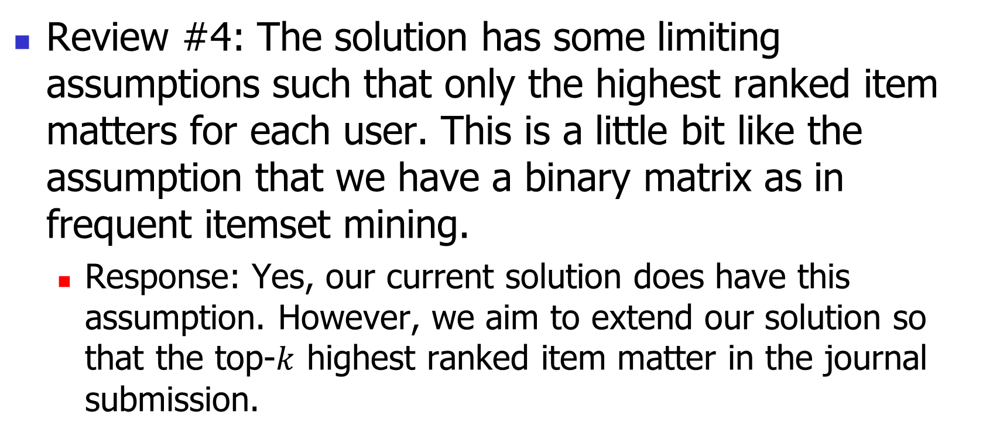 Review #4: The solution has some limiting
assumptions such that only the highest ranked item
matters for each user. This is a little bit like the
assumption that we have a binary matrix as in
frequent itemset mining.
Response: Yes, our current solution does have this
assumption. However, we aim to extend our solution so
that the top-k highest ranked item matter in the journal
submission.